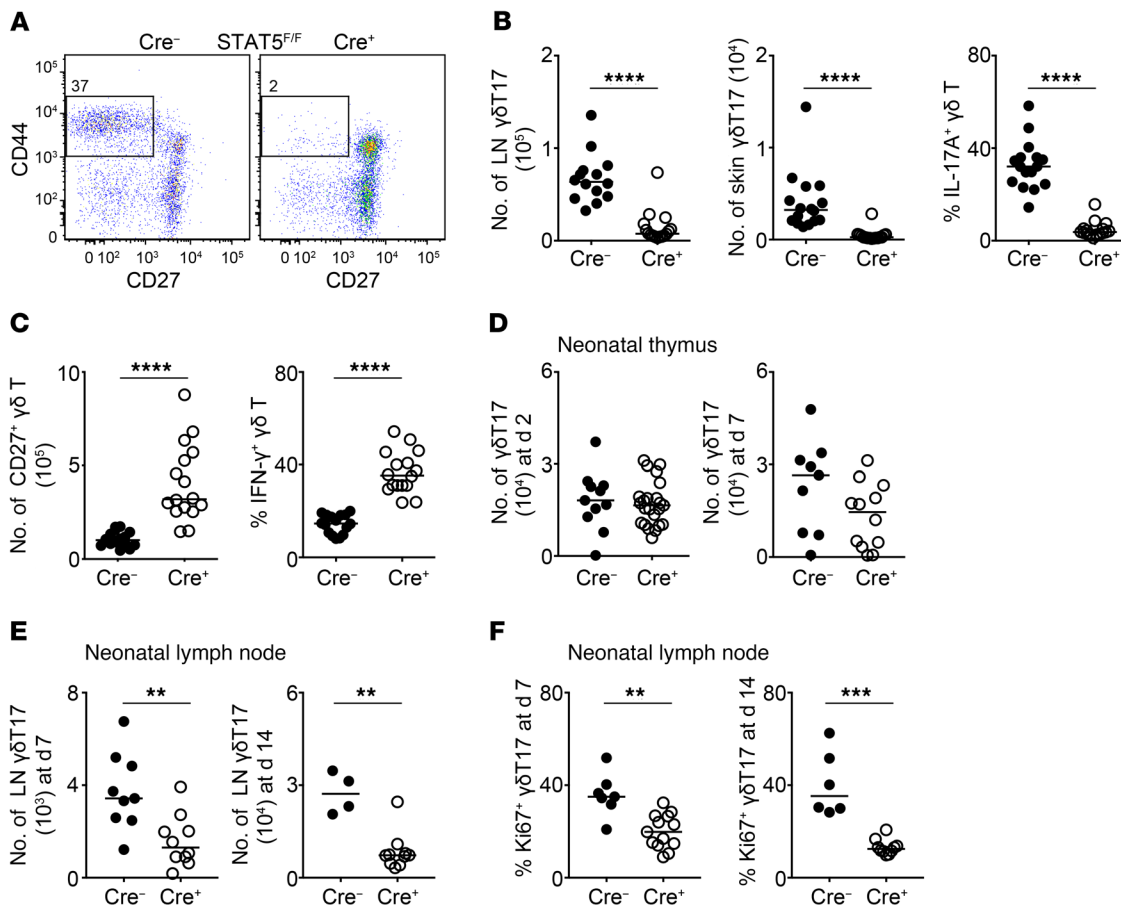 A
Cre⁻ STAT5ᶠ/ᶠ Cre⁺
37
2
10⁵
10⁴
10³
10²
0
CD44
0 10² 10³ 10⁴ 10⁵
0 10² 10³ 10⁴ 10⁵
CD27
CD27
B
No. of LN γδT17
(10⁵)
2
1
0
****
Cre⁻ Cre⁺
No. of skin γδT17 (10⁴)
2
1
0
****
Cre⁻ Cre⁺
% IL-17A⁺ γδ T
80
40
0
****
Cre⁻ Cre⁺
C
No. of CD27⁺ γδ T
(10⁵)
10
5
0
****
Cre⁻ Cre⁺
% IFN-γ⁺ γδ T
80
40
0
****
Cre⁻ Cre⁺
D
Neonatal thymus
No. of γδT17
(10⁴) at d 2
6
3
0
Cre⁻ Cre⁺
No. of γδT17
(10⁴) at d 7
6
3
0
Cre⁻ Cre⁺
E
Neonatal lymph node
No. of LN γδT17
(10³) at d 7
8
4
0
**
Cre⁻ Cre⁺
No. of LN γδT17
(10⁴) at d 14
6
3
0
**
Cre⁻ Cre⁺
F
Neonatal lymph node
% Ki67⁺ γδT17 at d 7
80
40
0
**
Cre⁻ Cre⁺
% Ki67⁺ γδT17 at d 14
80
40
0
***
Cre⁻ Cre⁺